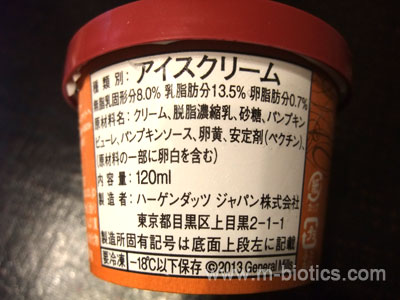 種類別：アイスクリーム
無脂乳固形分8.0% 乳脂肪分13.5% 卵脂肪分0.7%
原材料名：クリーム、脱脂濃縮乳、砂糖、パンプキン
ピューレ、パンプキンソース、卵黄、安定剤(ペクチン)、
(原材料の一部に卵白を含む)
内容量：120ml
製造者：ハーゲンダッツ ジャパン株式会社
東京都目黒区上目黒2-1-1
製造所固有記号は底面上段左に記載
要冷凍 -18℃以下保存 ©2013 General Mills
www.m-biotics.com